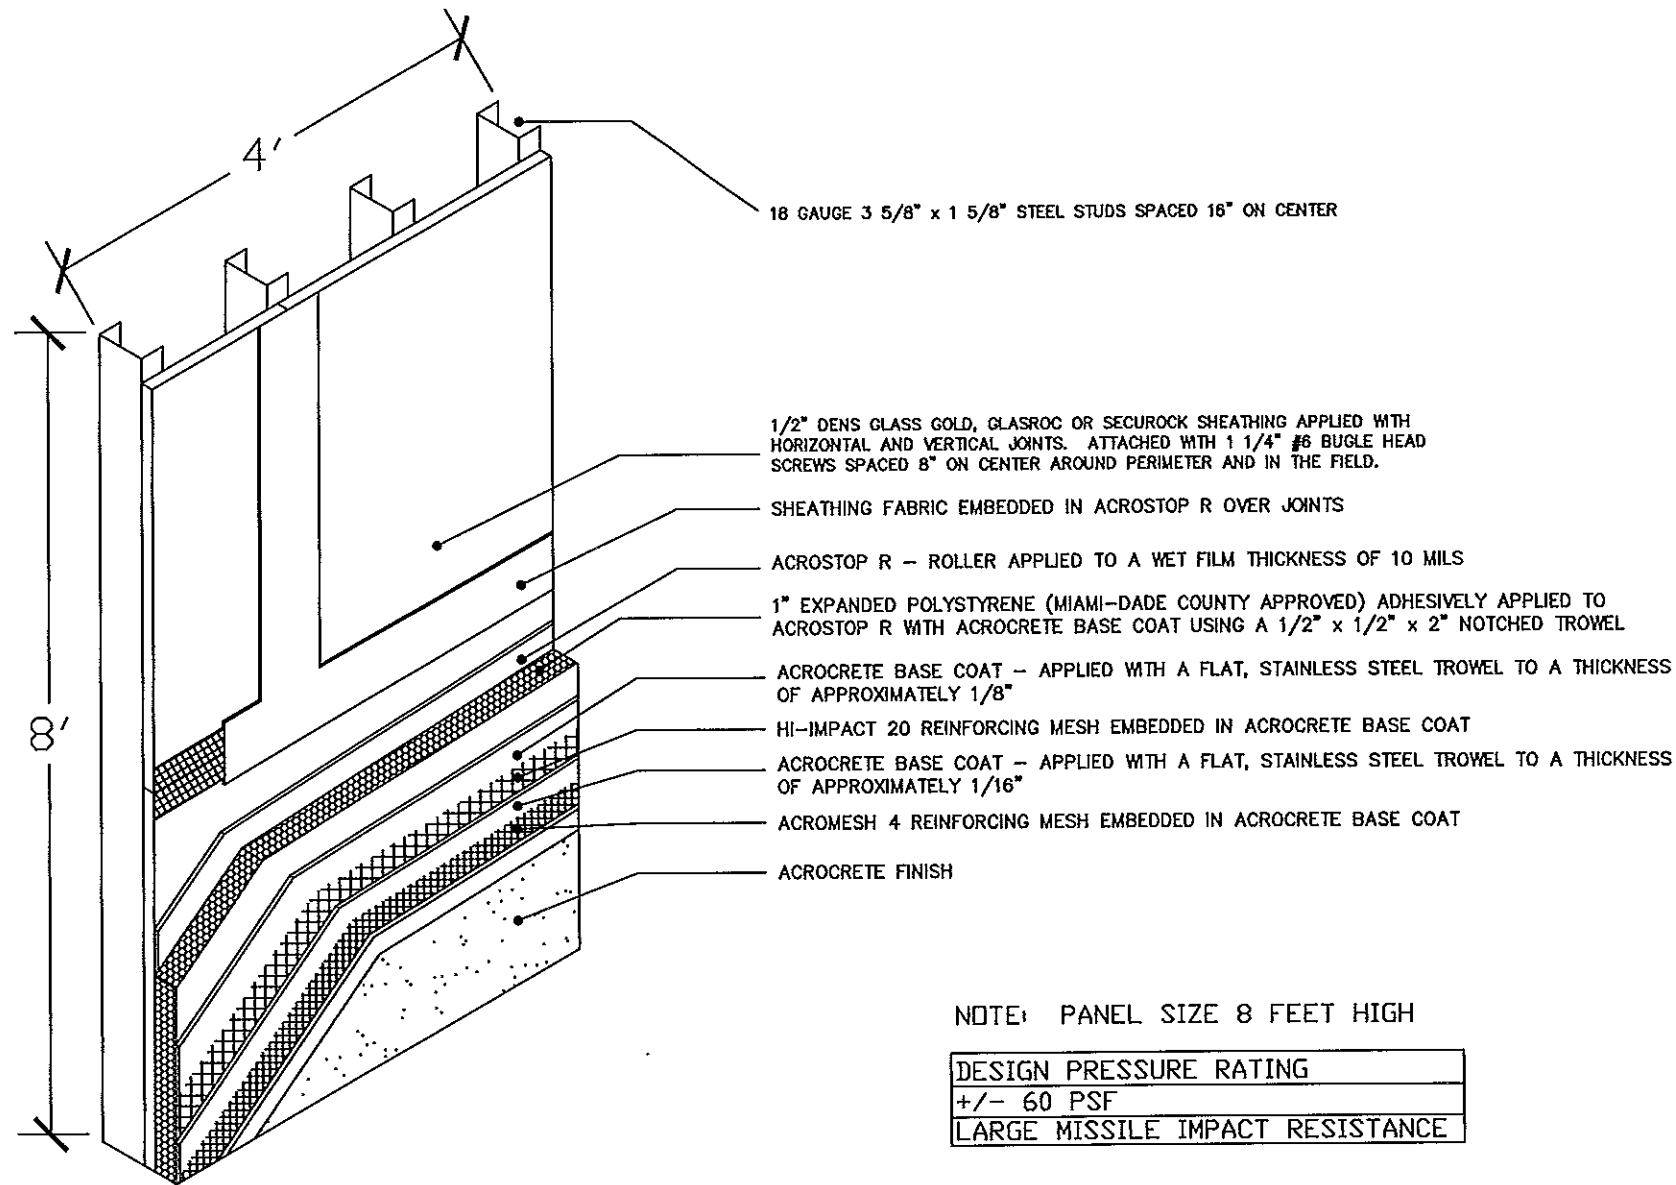 4'
18 GAUGE 3 5/8" x 1 5/8" STEEL STUDS SPACED 16" ON CENTER
1/2" DENS GLASS GOLD, GLASROC OR SECUROCK SHEATHING APPLIED WITH
HORIZONTAL AND VERTICAL JOINTS. ATTACHED WITH 1 1/4" #6 BUGLE HEAD
SCREWS SPACED 8" ON CENTER AROUND PERIMETER AND IN THE FIELD.
SHEATHING FABRIC EMBEDDED IN ACROSTOP R OVER JOINTS
ACROSTOP R – ROLLER APPLIED TO A WET FILM THICKNESS OF 10 MILS
1" EXPANDED POLYSTYRENE (MIAMI-DADE COUNTY APPROVED) ADHESIVELY APPLIED TO
ACROSTOP R WITH ACROCRETE BASE COAT USING A 1/2" x 1/2" x 2" NOTCHED TROWEL
ACROCRETE BASE COAT – APPLIED WITH A FLAT, STAINLESS STEEL TROWEL TO A THICKNESS
OF APPROXIMATELY 1/8"
8'
HI-IMPACT 20 REINFORCING MESH EMBEDDED IN ACROCRETE BASE COAT
ACROCRETE BASE COAT – APPLIED WITH A FLAT, STAINLESS STEEL TROWEL TO A THICKNESS
OF APPROXIMATELY 1/16"
ACROMESH 4 REINFORCING MESH EMBEDDED IN ACROCRETE BASE COAT
ACROCRETE FINISH
NOTE: PANEL SIZE 8 FEET HIGH
DESIGN PRESSURE RATING
+/- 60 PSF
LARGE MISSILE IMPACT RESISTANCE